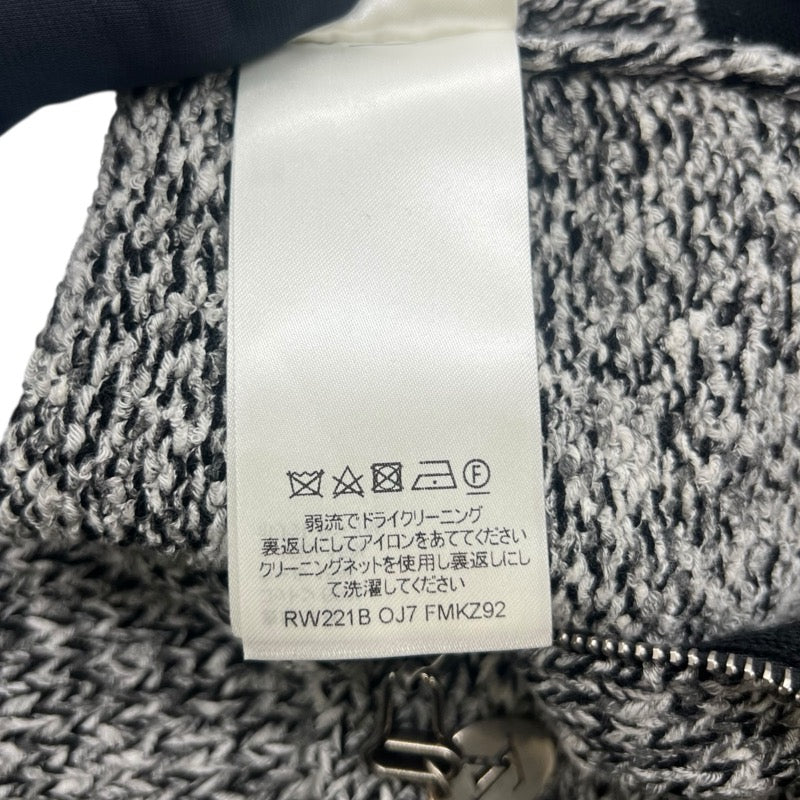 弱流でドライクリーニング
裏返しにしてアイロンをあててください
クリーニングネットを使用し裏返しにし
て洗濯してください
RW221B OJ7 FMKZ92